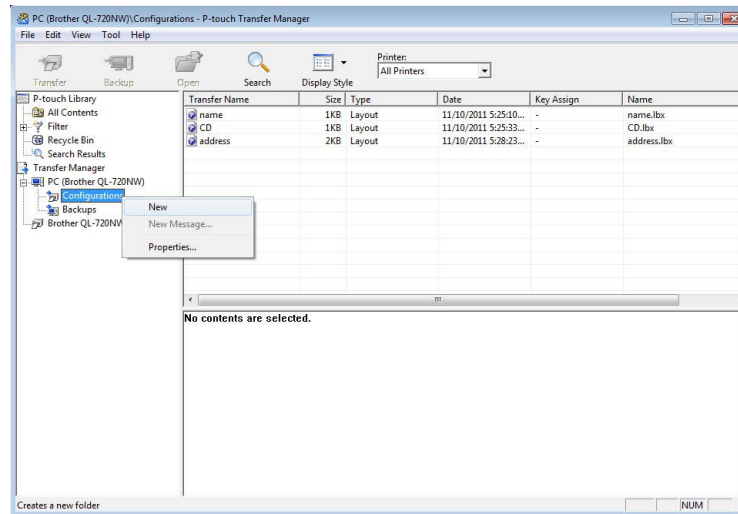 PC (Brother QL-720NW)\Configurations - P-touch Transfer Manager
File Edit View Tool Help
Printer:
All Printers
Transfer Backup Open Search Display Style
P-touch Library
All Contents
Filter
Recycle Bin
Search Results
Transfer Manager
PC (Brother QL-720NW)
Configurations
Backups
Brother QL-720NW
New
New Message...
Properties...
Transfer Name Size Type Date Key Assign Name
name 1KB Layout 11/10/2011 5:25:10... - name.lbx
CD 1KB Layout 11/10/2011 5:25:33... - CD.lbx
address 2KB Layout 11/10/2011 5:28:23... - address.lbx
No contents are selected.
Creates a new folder NUM